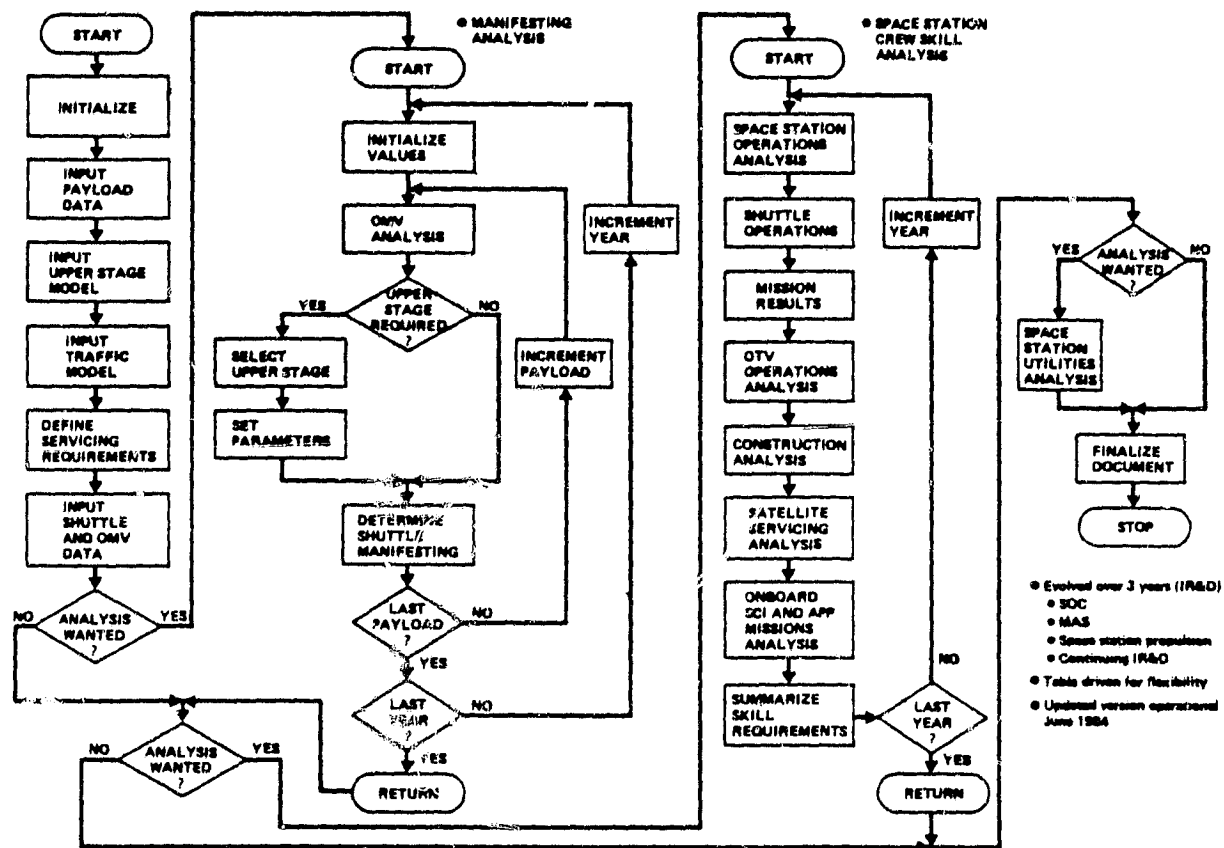 START
INITIALIZE
INPUT
PAYLOAD
DATA
INPUT
UPPER STAGE
MODEL
INPUT
TRAFFIC
MODEL
DEFINE
SERVICING
REQUIREMENTS
INPUT
SHUTTLE
AND OMV
DATA
NO
ANALYSIS
WANTED
?
YES
NO
ANALYSIS
WANTED
?
YES
● MANIFESTING
ANALYSIS
START
INITIALIZE
VALUES
OMV
ANALYSIS
INCREMENT
YEAR
YES
UPPER
STAGE
REQUIRED
?
NO
SELECT
UPPER STAGE
INCREMENT
PAYLOAD
SET
PARAMETERS
DETERMINE
SHUTTLE
MANIFESTING
LAST
PAYLOAD
?
NO
YES
LAST
YEAR
?
NO
YES
RETURN
● SPACE STATION
CREW SKILL
ANALYSIS
START
SPACE STATION
OPERATIONS
ANALYSIS
SHUTTLE
OPERATIONS
INCREMENT
YEAR
MISSION
RESULTS
OTV
OPERATIONS
ANALYSIS
CONSTRUCTION
ANALYSIS
SATELLITE
SERVICING
ANALYSIS
ONBOARD
SCI AND APP
MISSIONS
ANALYSIS
SUMMARIZE
SKILL
REQUIREMENTS
NO
LAST
YEAR
?
YES
RETURN
YES
ANALYSIS
WANTED
?
NO
SPACE
STATION
UTILITIES
ANALYSIS
FINALIZE
DOCUMENT
STOP
● Evolved over 3 years (IR&D)
● SOC
● MAS
● Space station propulsion
● Continuing IR&D
● Table driven for flexibility
● Updated version operational
June 1984